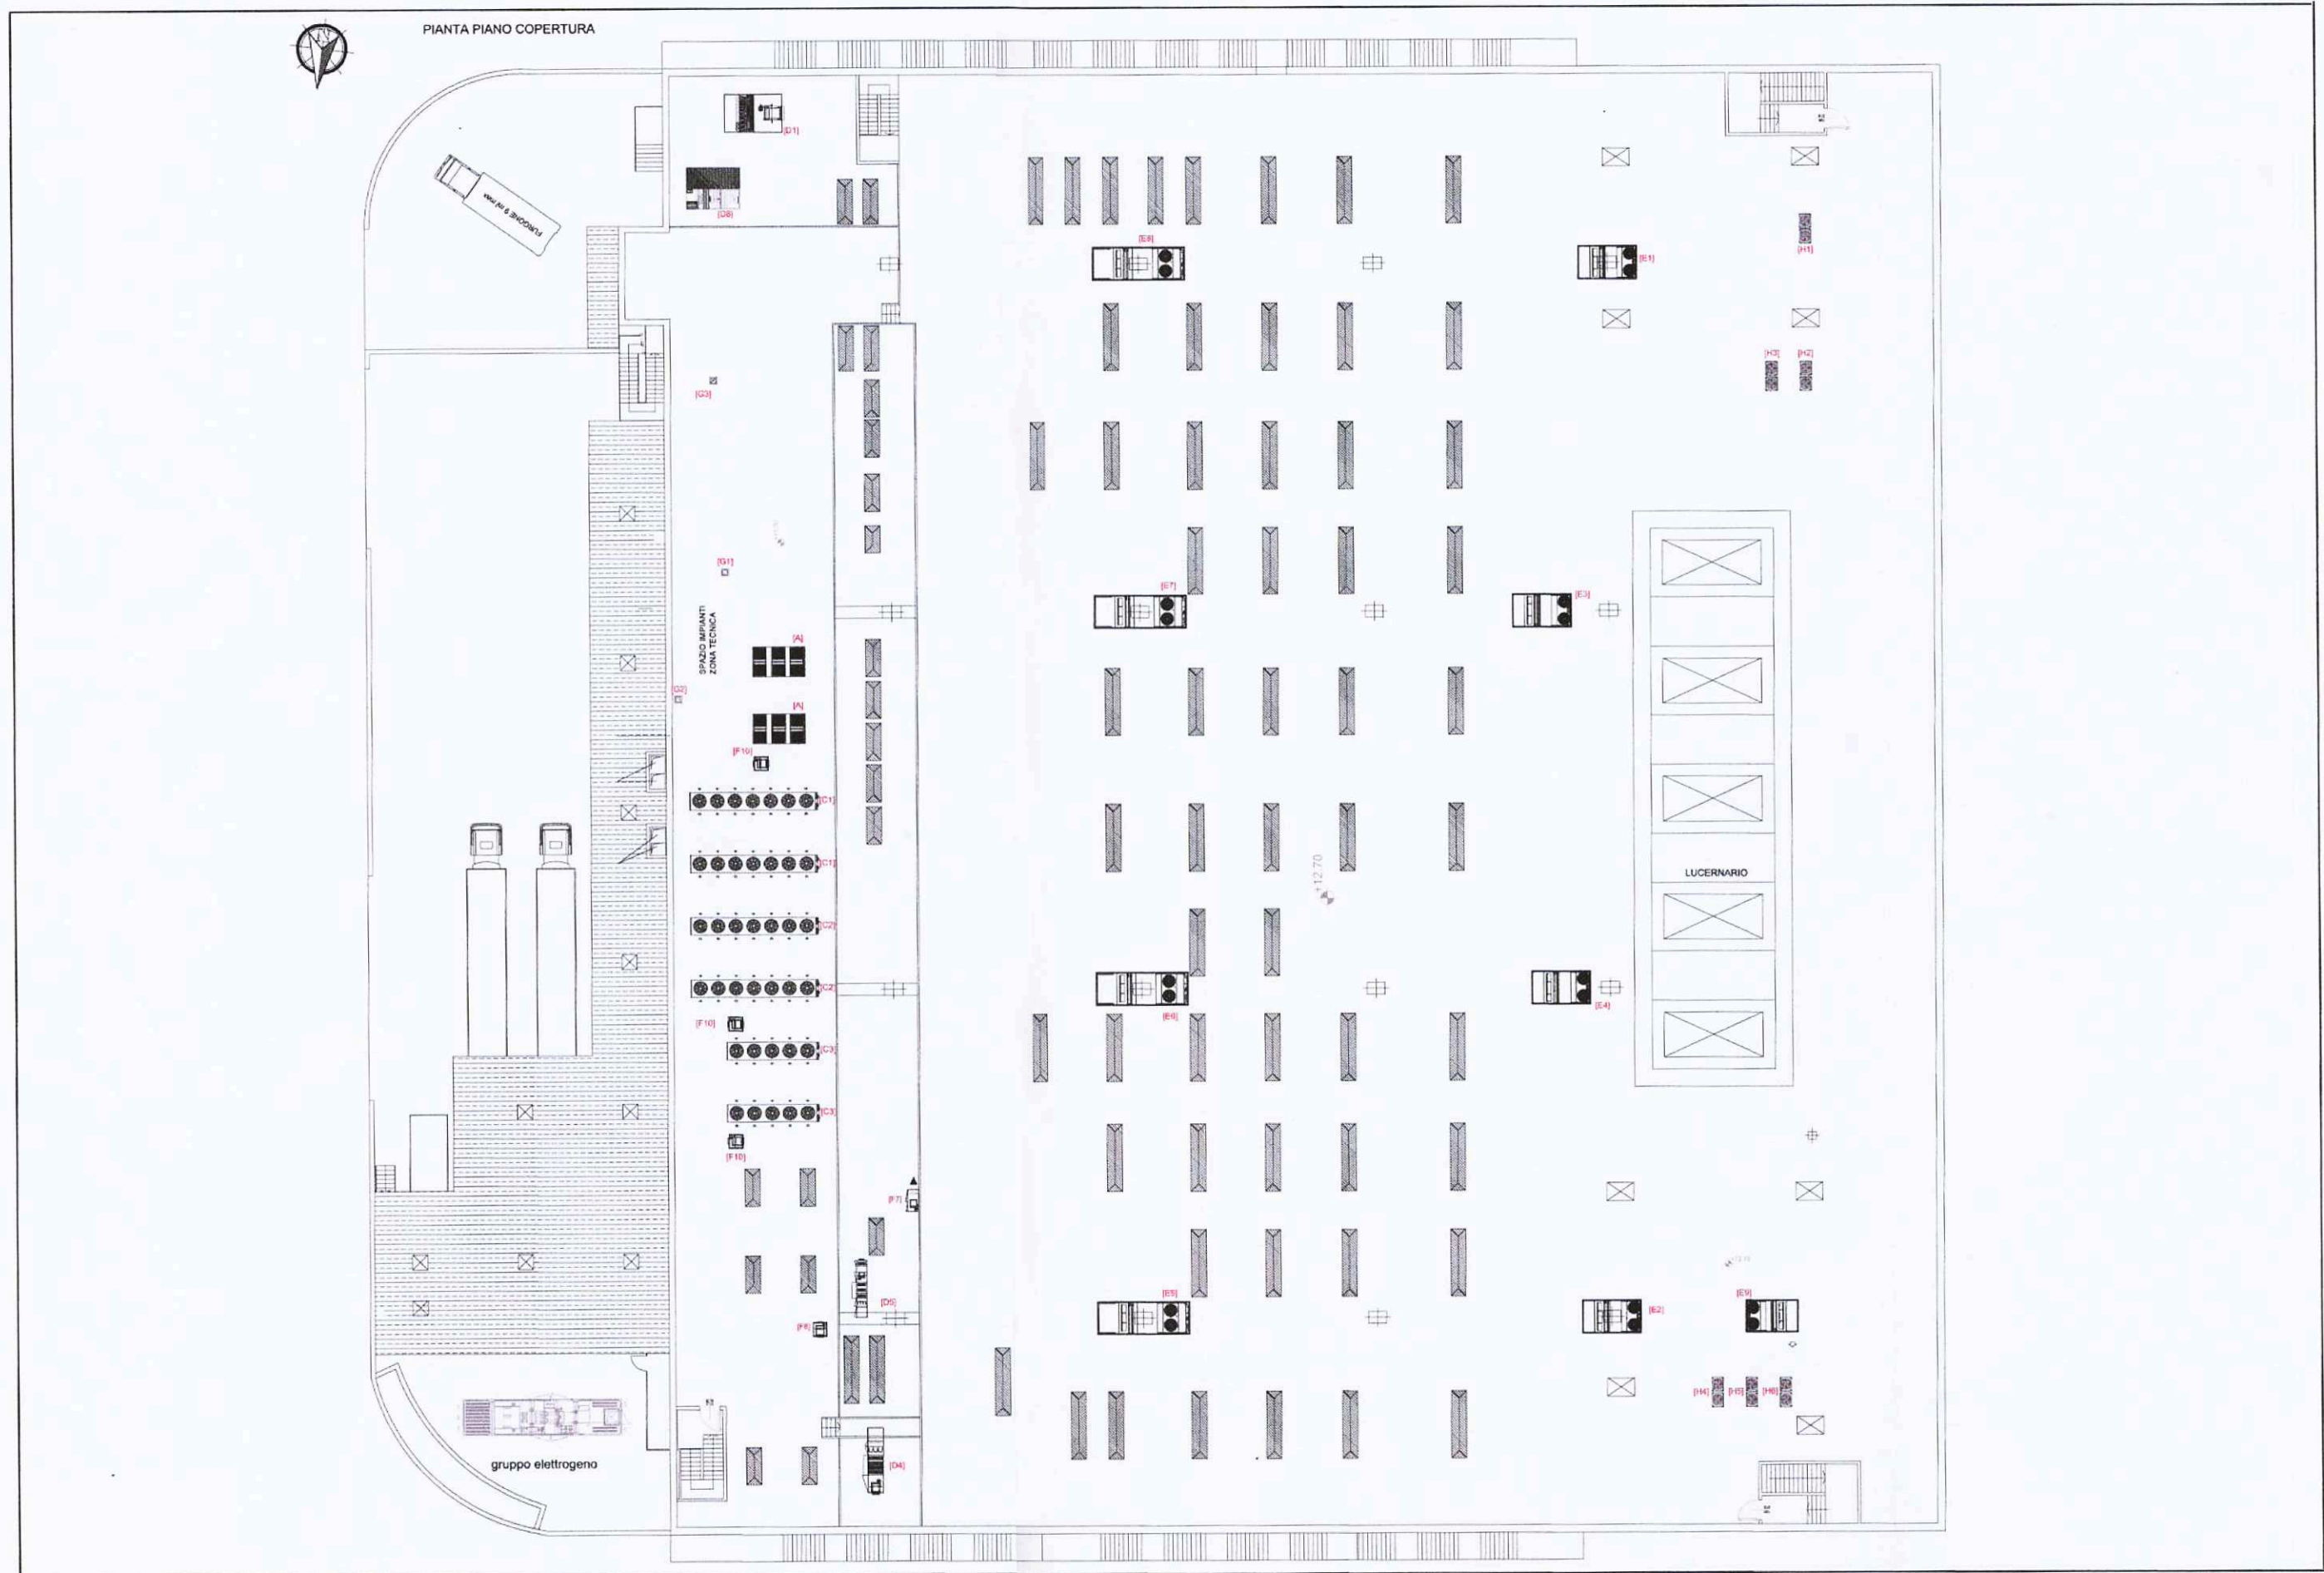 PIANTA PIANO COPERTURA
N
[D1]
FURGONE 9 ml max
[D8]
[E8]
[E1]
[H1]
[G3]
[H3]
[H2]
[G1]
[E7]
[E3]
SPAZIO IMPIANTI
ZONA TECNICA
[A]
[G2]
[A]
[F10]
[C1]
[C1]
+12.70
LUCERNARIO
[C2]
[C2]
[E6]
[E4]
[F10]
[C3]
[C3]
[F10]
[F7]
[D5]
[E5]
[E2]
[E9]
[F6]
[H4]
[H5]
[H6]
gruppo elettrogeno
[D4]